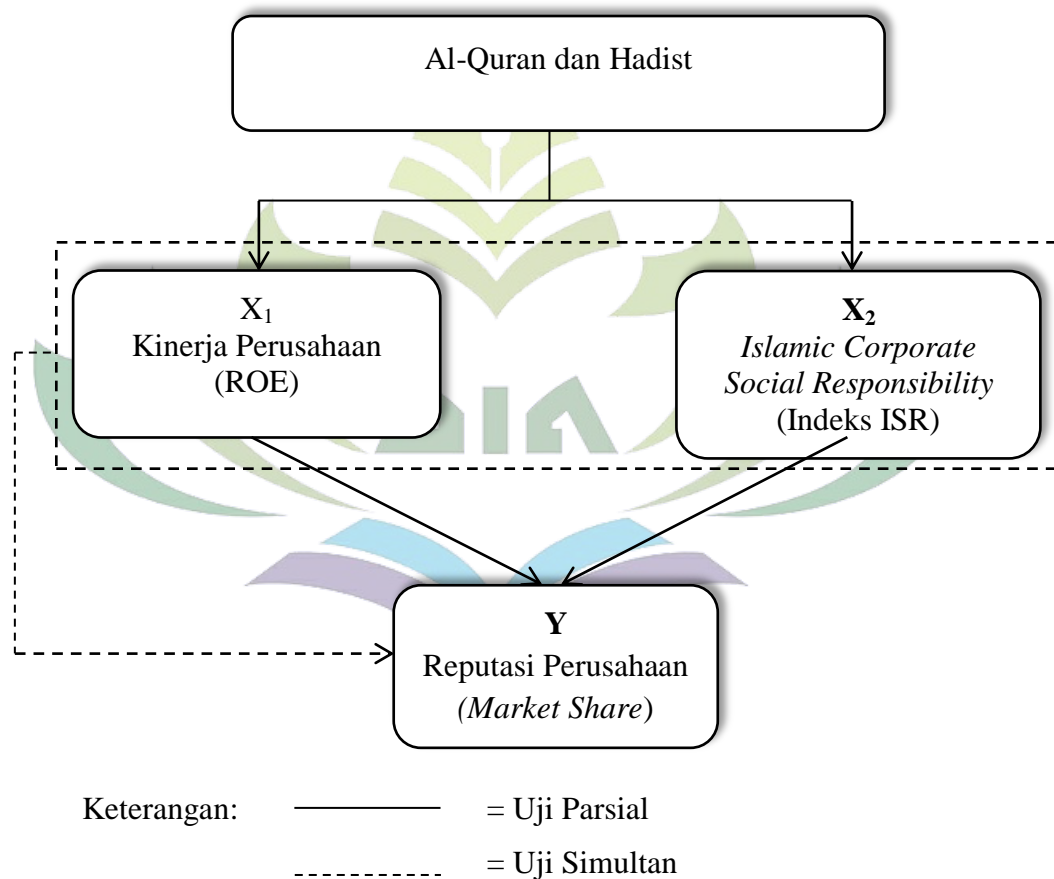 Al-Quran dan Hadist
X₁
Kinerja Perusahaan
(ROE)
X₂
Islamic Corporate
Social Responsibility
(Indeks ISR)
Y
Reputasi Perusahaan
(Market Share)
Keterangan: = Uji Parsial
= Uji Simultan